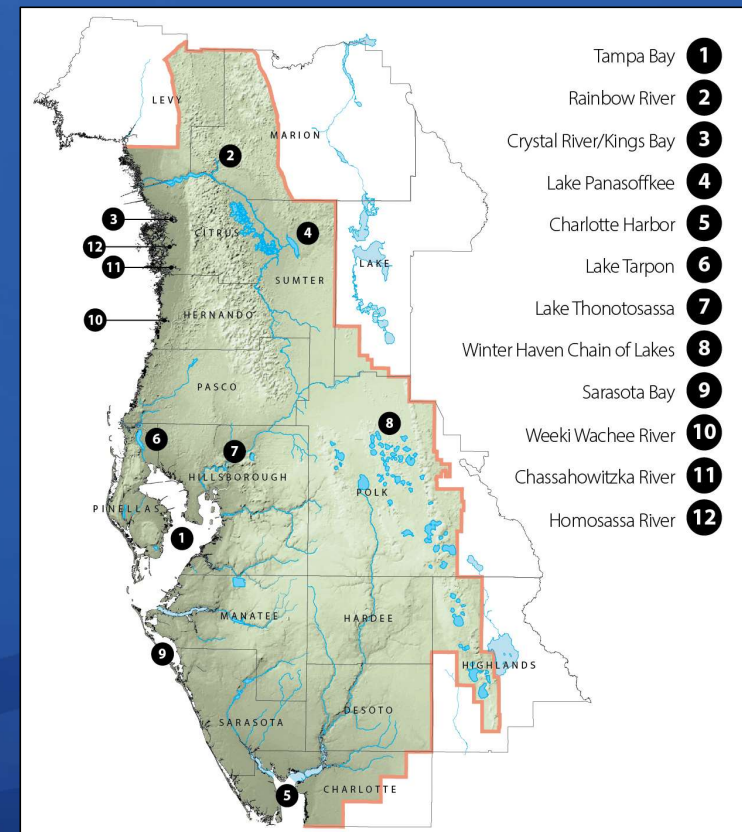 Tampa Bay 1
Rainbow River 2
Crystal River/Kings Bay 3
Lake Panasoffkee 4
Charlotte Harbor 5
Lake Tarpon 6
Lake Thonotosassa 7
Winter Haven Chain of Lakes 8
Sarasota Bay 9
Weeki Wachee River 10
Chassahowitzka River 11
Homosassa River 12
LEVY
MARION
2
3
CITRUS
4
12
11
LAKE
SUMTER
10
HERNANDO
PASCO
6
7
8
HILLSBOROUGH
POLK
PINELLAS
1
MANATEE
HARDEE
9
HIGHLANDS
SARASOTA
DESOTO
5
CHARLOTTE